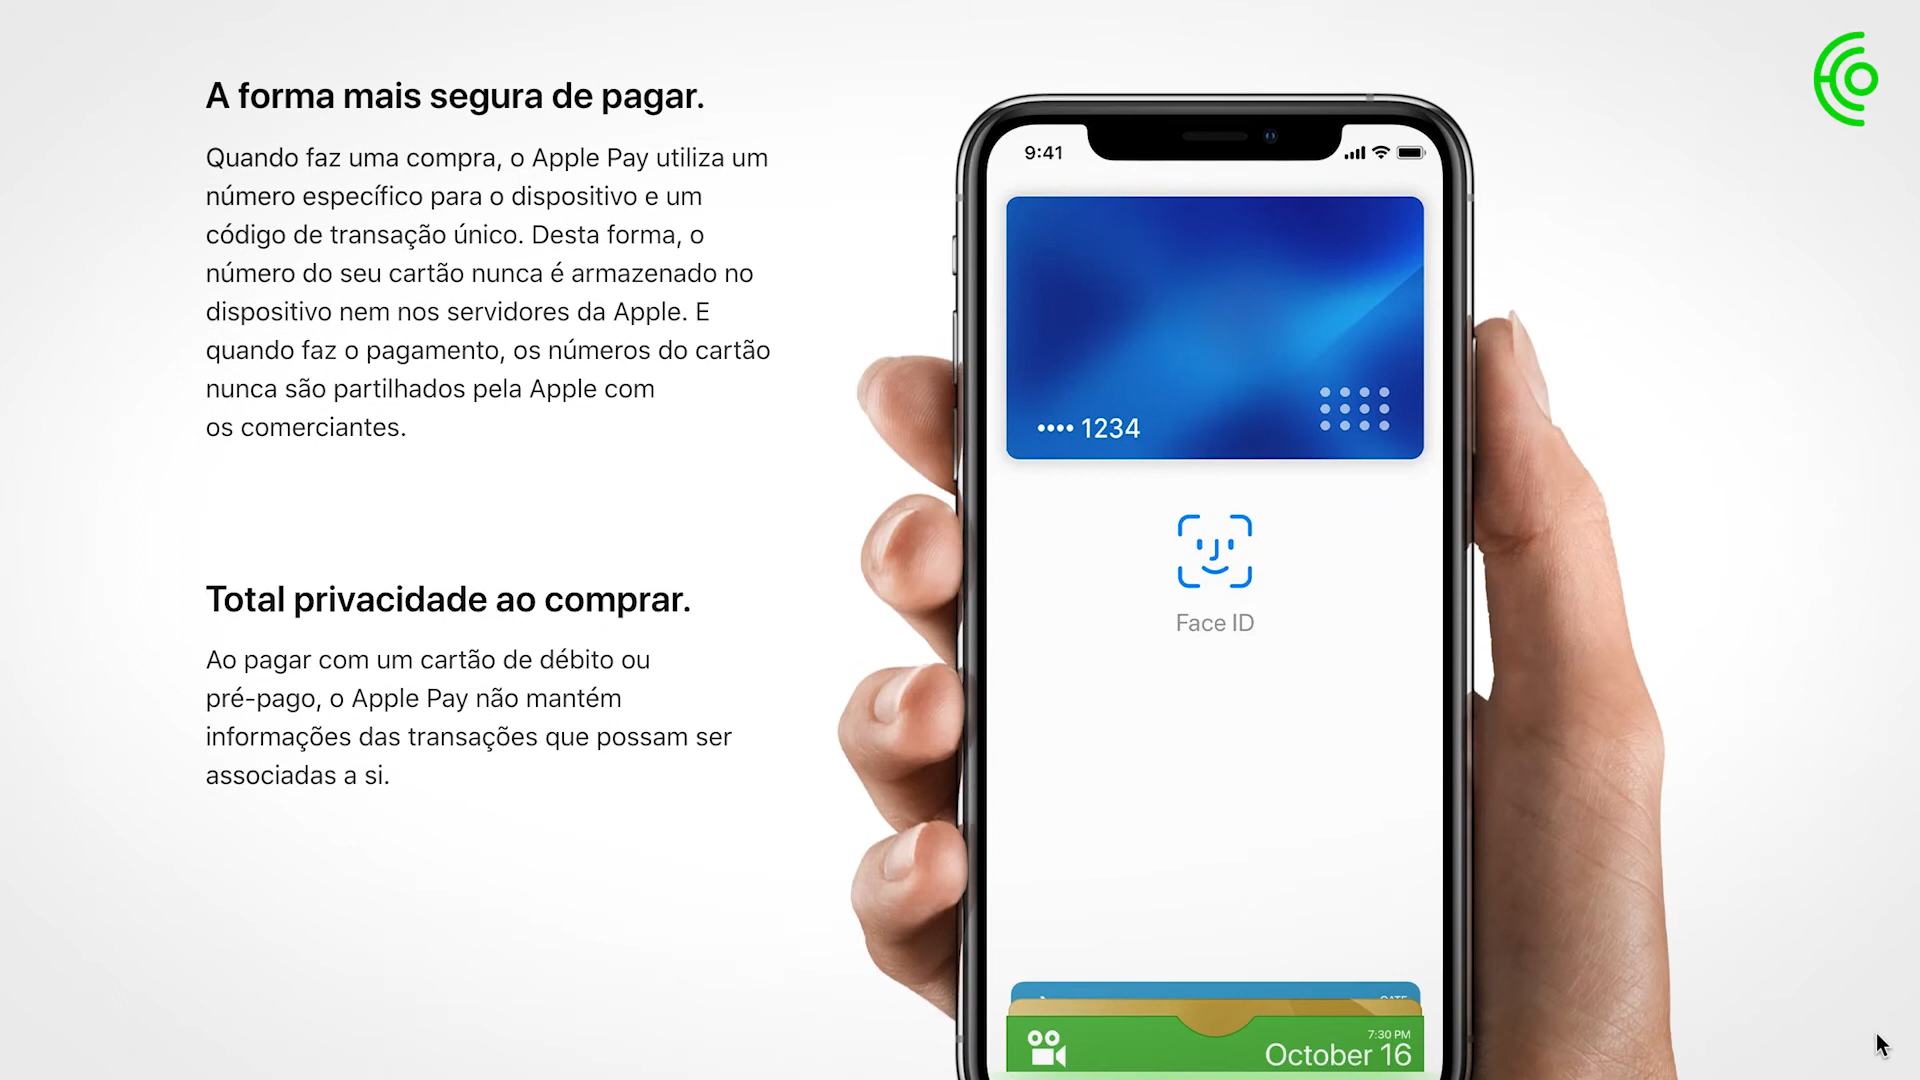 A forma mais segura de pagar.
Quando faz uma compra, o Apple Pay utiliza um
número específico para o dispositivo e um
código de transação único. Desta forma, o
número do seu cartão nunca é armazenado no
dispositivo nem nos servidores da Apple. E
quando faz o pagamento, os números do cartão
nunca são partilhados pela Apple com
os comerciantes.
Total privacidade ao comprar.
Ao pagar com um cartão de débito ou
pré-pago, o Apple Pay não mantém
informações das transações que possam ser
associadas a si.
9:41
•••• 1234
Face ID
7:30 PM
October 16